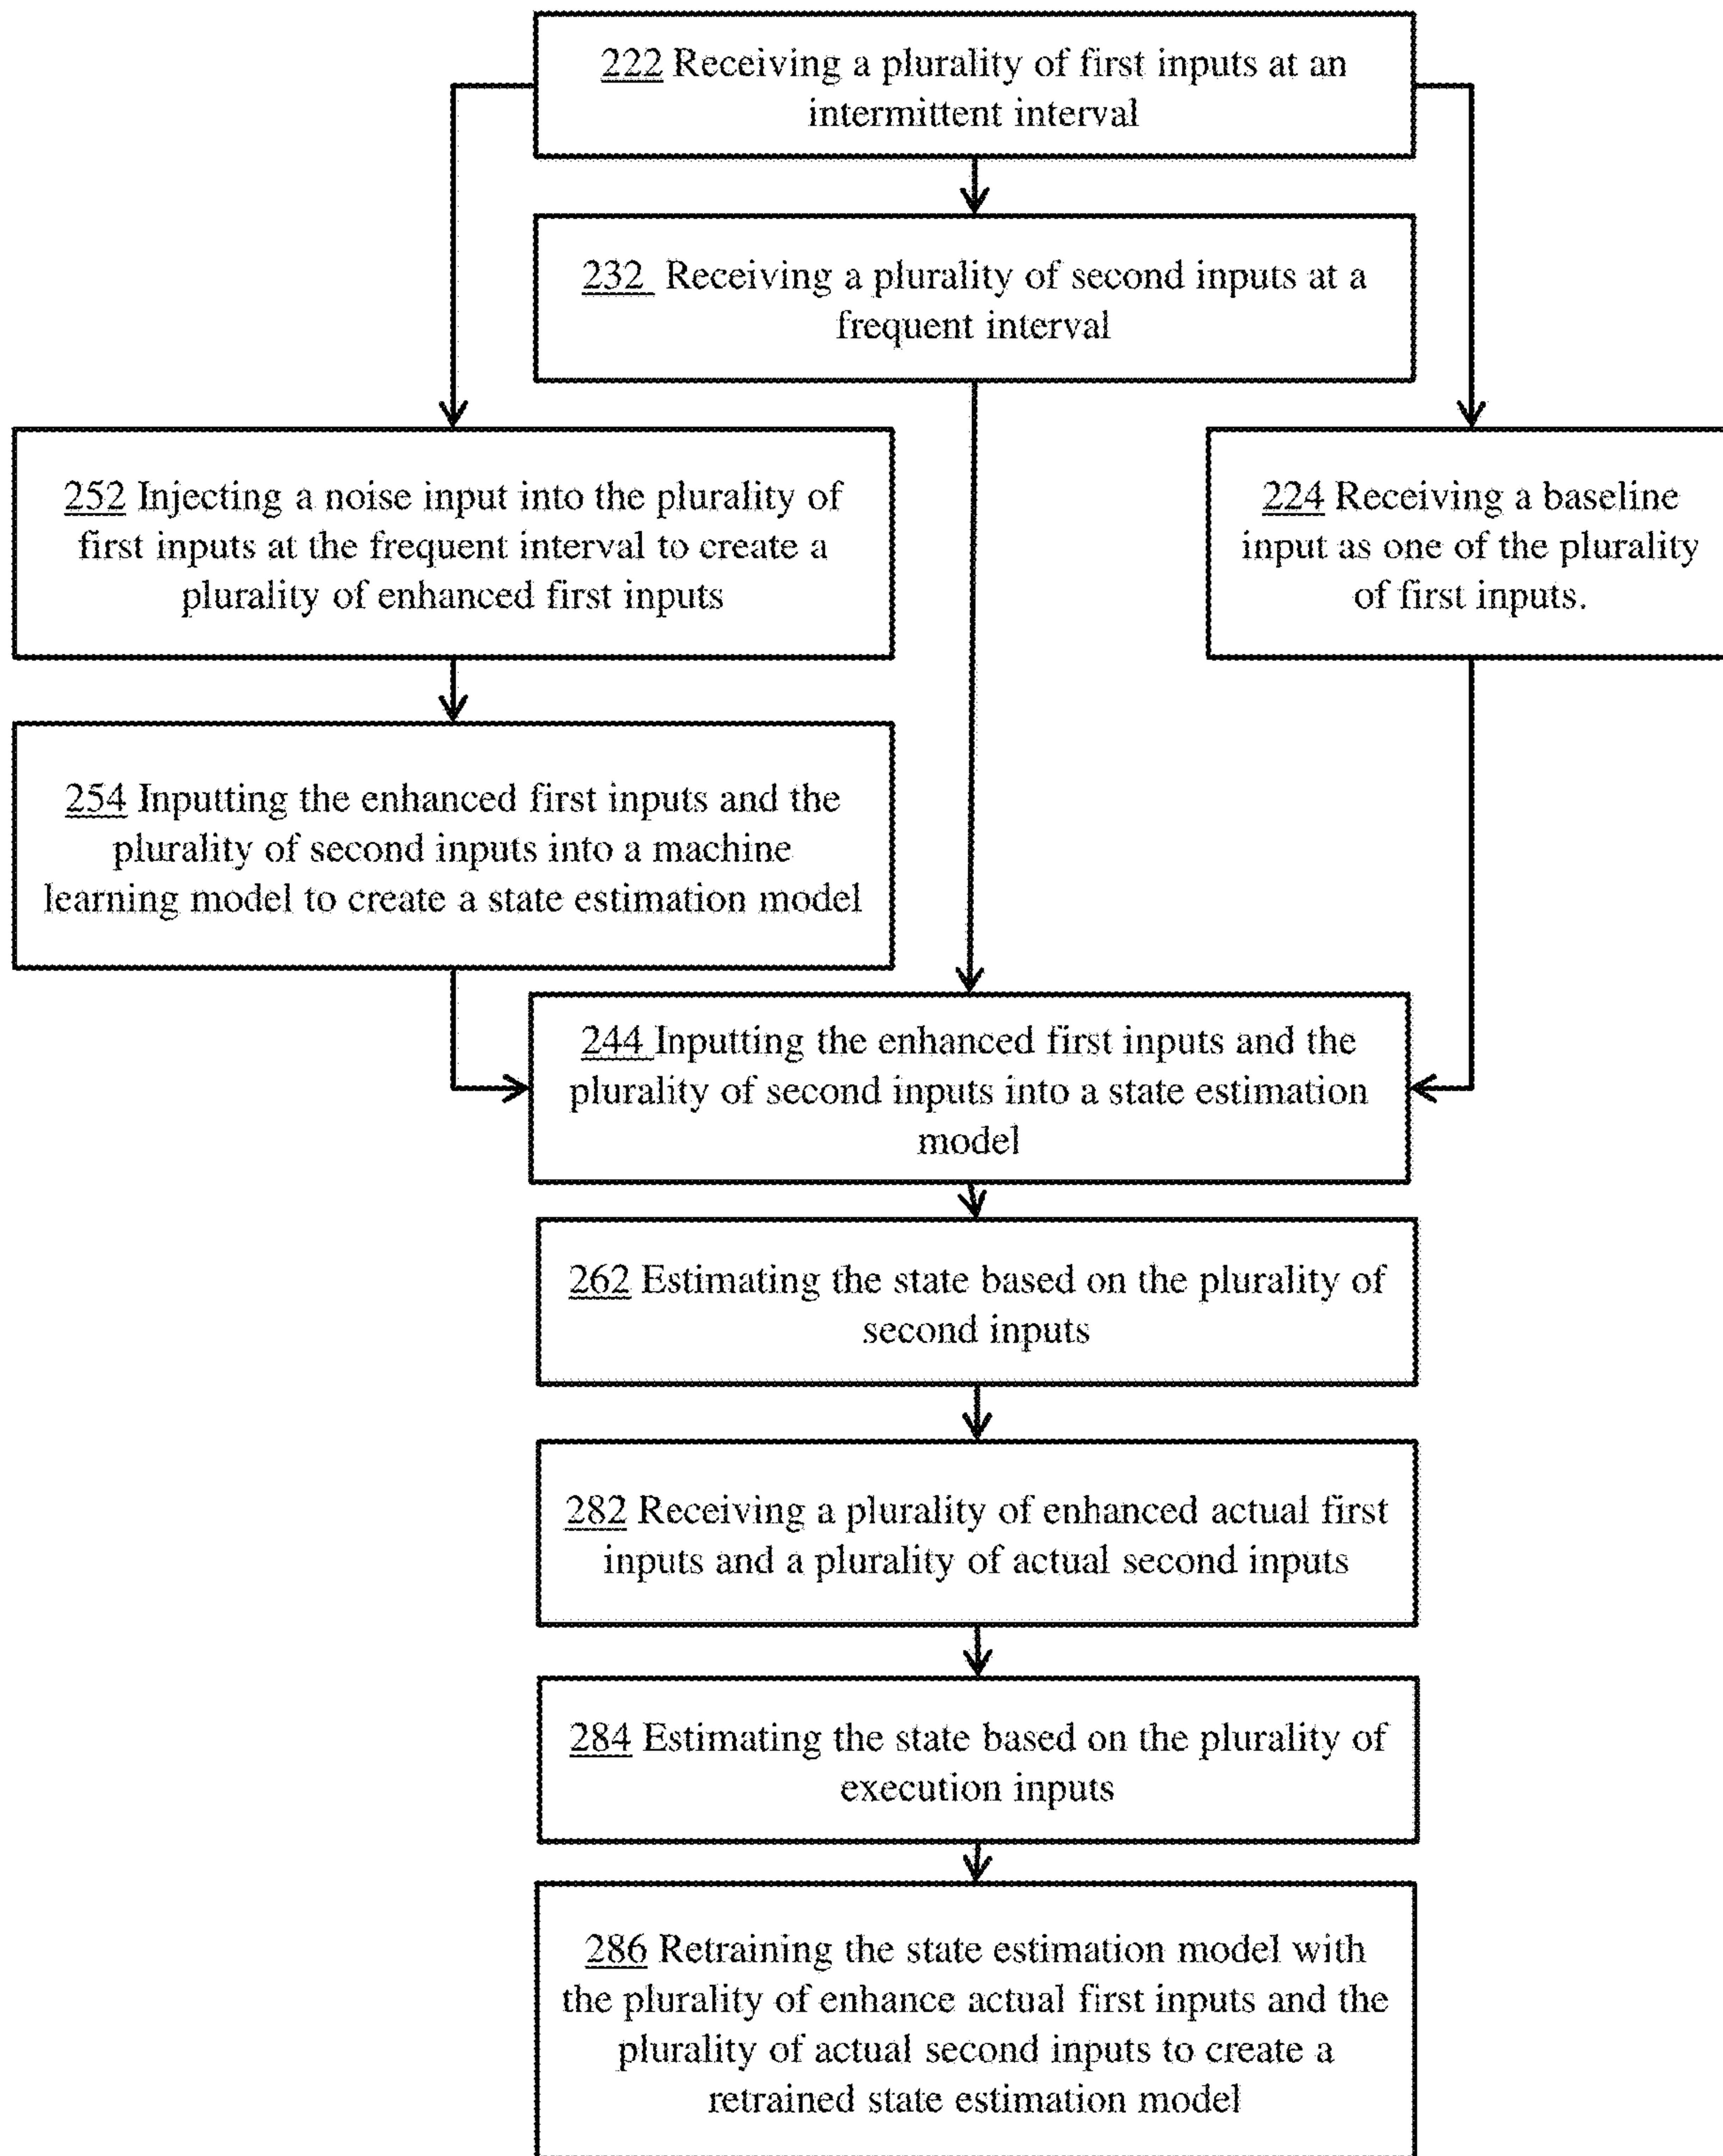 222 Receiving a plurality of first inputs at an
intermittent interval
232 Receiving a plurality of second inputs at a
frequent interval
252 Injecting a noise input into the plurality of
first inputs at the frequent interval to create a
plurality of enhanced first inputs
224 Receiving a baseline
input as one of the plurality
of first inputs.
254 Inputting the enhanced first inputs and the
plurality of second inputs into a machine
learning model to create a state estimation model
244 Inputting the enhanced first inputs and the
plurality of second inputs into a state estimation
model
262 Estimating the state based on the plurality of
second inputs
282 Receiving a plurality of enhanced actual first
inputs and a plurality of actual second inputs
284 Estimating the state based on the plurality of
execution inputs
286 Retraining the state estimation model with
the plurality of enhance actual first inputs and the
plurality of actual second inputs to create a
retrained state estimation model